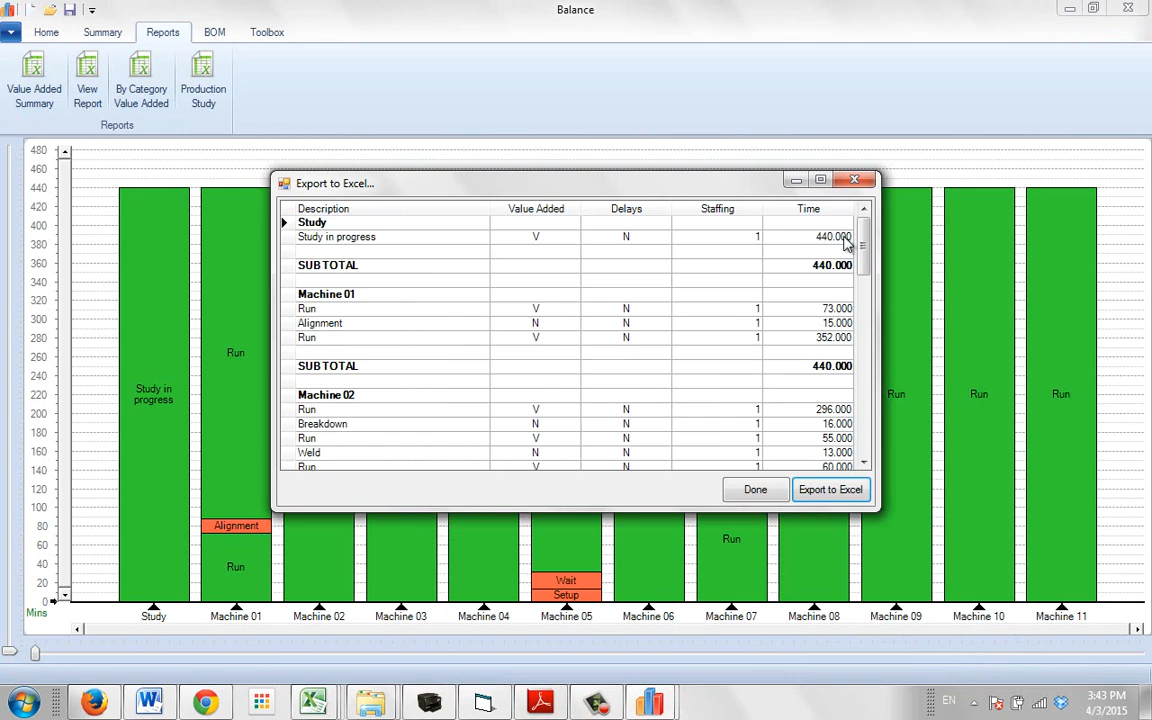 Balance
Home Summary Reports BOM Toolbox
Value Added Summary
View Report
By Category Value Added
Production Study
Reports
Export to Excel...
Description Value Added Delays Staffing Time
Study
Study in progress V N 1 440.000
SUBTOTAL 440.000
Machine 01
Run V N 1 73.000
Alignment N N 1 15.000
Run V N 1 352.000
SUBTOTAL 440.000
Machine 02
Run V N 1 296.000
Breakdown N N 1 16.000
Run V N 1 55.000
Weld N N 1 13.000
Run V N 1 60.000
Done Export to Excel
480
460
440
420
400
380
360
340
320
300
280
260
240
220
200
180
160
140
120
100
80
60
40
20
0
Mins
Study in progress
Run
Alignment
Run
Wait
Setup
Run
Run
Run
Run
Study Machine 01 Machine 02 Machine 03 Machine 04 Machine 05 Machine 06 Machine 07 Machine 08 Machine 09 Machine 10 Machine 11
EN
3:43 PM
4/3/2015